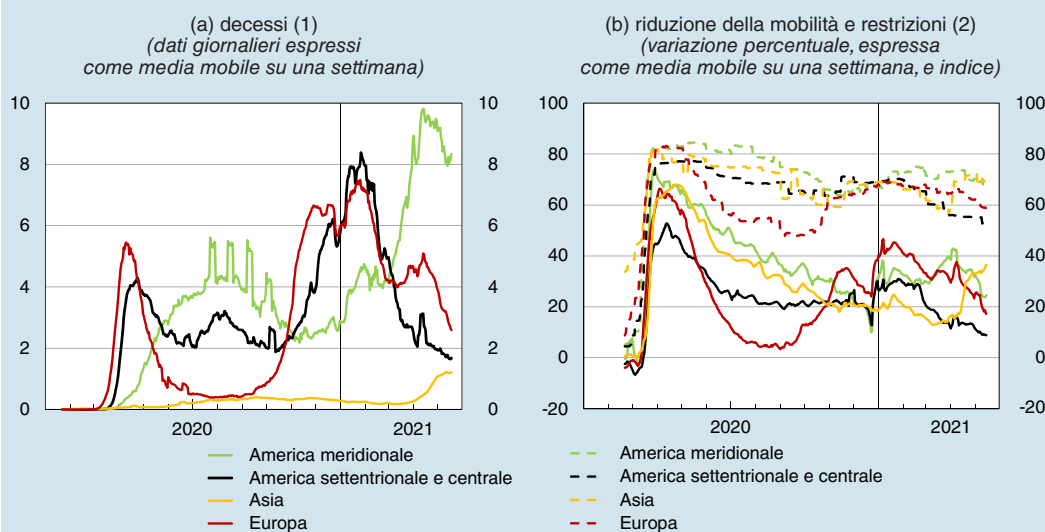 (a) decessi (1)
(dati giornalieri espressi
come media mobile su una settimana)
10
8
6
4
2
0
10
8
6
4
2
0
2020
2021
America meridionale
America settentrionale e centrale
Asia
Europa
(b) riduzione della mobilità e restrizioni (2)
(variazione percentuale, espressa
come media mobile su una settimana, e indice)
100
80
60
40
20
0
-20
100
80
60
40
20
0
-20
2020
2021
America meridionale
America settentrionale e centrale
Asia
Europa